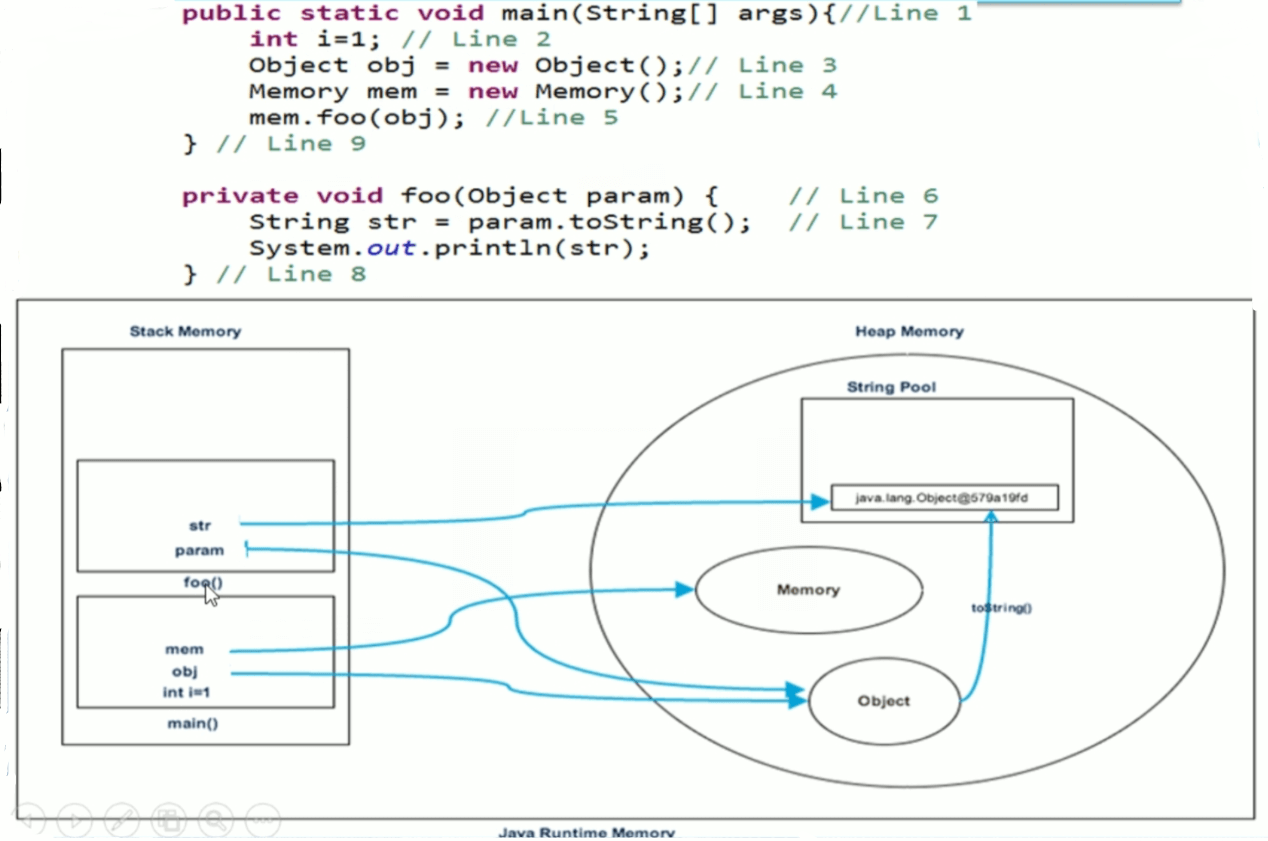 public static void main(String[] args){//Line 1
int i=1; // Line 2
Object obj = new Object();// Line 3
Memory mem = new Memory();// Line 4
mem.foo(obj); //Line 5
} // Line 9
private void foo(Object param) { // Line 6
String str = param.toString(); // Line 7
System.out.println(str);
} // Line 8
Stack Memory
Heap Memory
String Pool
java.lang.Object@579a19fd
str
param
foo()
Memory
toString()
mem
obj
int i=1
Object
main()
Java Runtime Memory